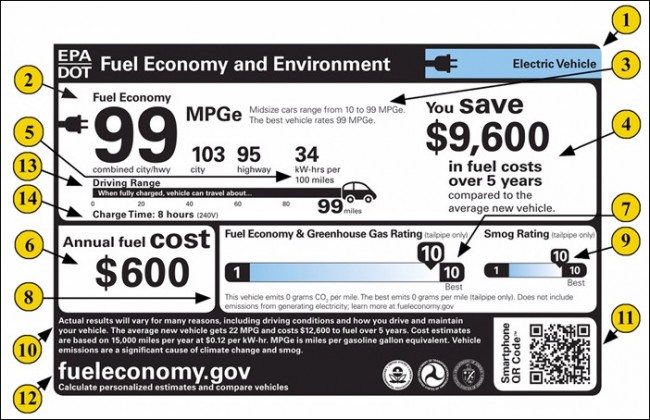 1
EPA
DOT
Fuel Economy and Environment
Electric Vehicle
2
Fuel Economy
3
99
MPGe
Midsize cars range from 10 to 99 MPGe.
The best vehicle rates 99 MPGe.
You save
$9,600
in fuel costs
over 5 years
compared to the
average new vehicle.
4
5
combined city/hwy
103
city
95
highway
34
kW-hrs per
100 miles
13
Driving Range
When fully charged, vehicle can travel about...
0 20 40 60 80 99 miles
14
Charge Time: 8 hours (240V)
6
Annual fuel cost
$600
7
Fuel Economy & Greenhouse Gas Rating (tailpipe only)
10
1
10
Best
Smog Rating (tailpipe only)
10
1
10
Best
9
8
This vehicle emits 0 grams CO2 per mile. The best emits 0 grams per mile (tailpipe only). Does not include
emissions from generating electricity; learn more at fueleconomy.gov
10
Actual results will vary for many reasons, including driving conditions and how you drive and maintain
your vehicle. The average new vehicle gets 22 MPG and costs $12,600 to fuel over 5 years. Cost estimates
are based on 15,000 miles per year at $0.12 per kW-hr. MPGe is miles per gasoline gallon equivalent. Vehicle
emissions are a significant cause of climate change and smog.
11
Smartphone
QR Code™
12
fueleconomy.gov
Calculate personalized estimates and compare vehicles